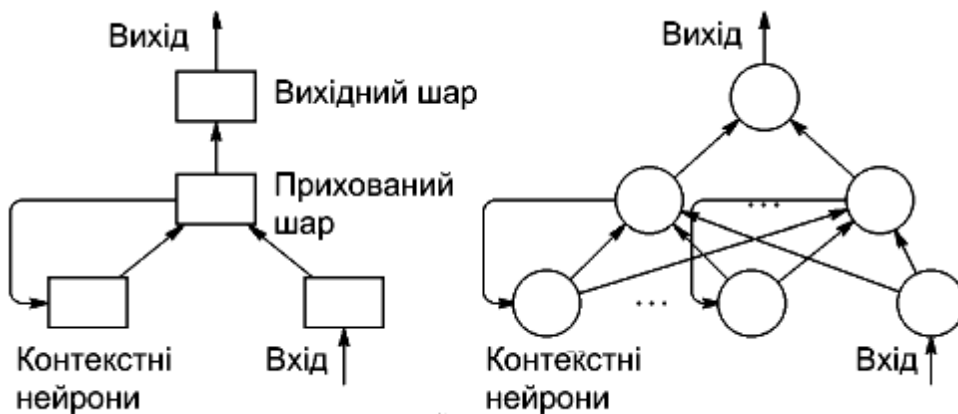 Вихід
Вихідний шар
Прихований
шар
Контекстні
нейрони
Вхід
Вихід
...
...
Контекстні
нейрони
Вхід